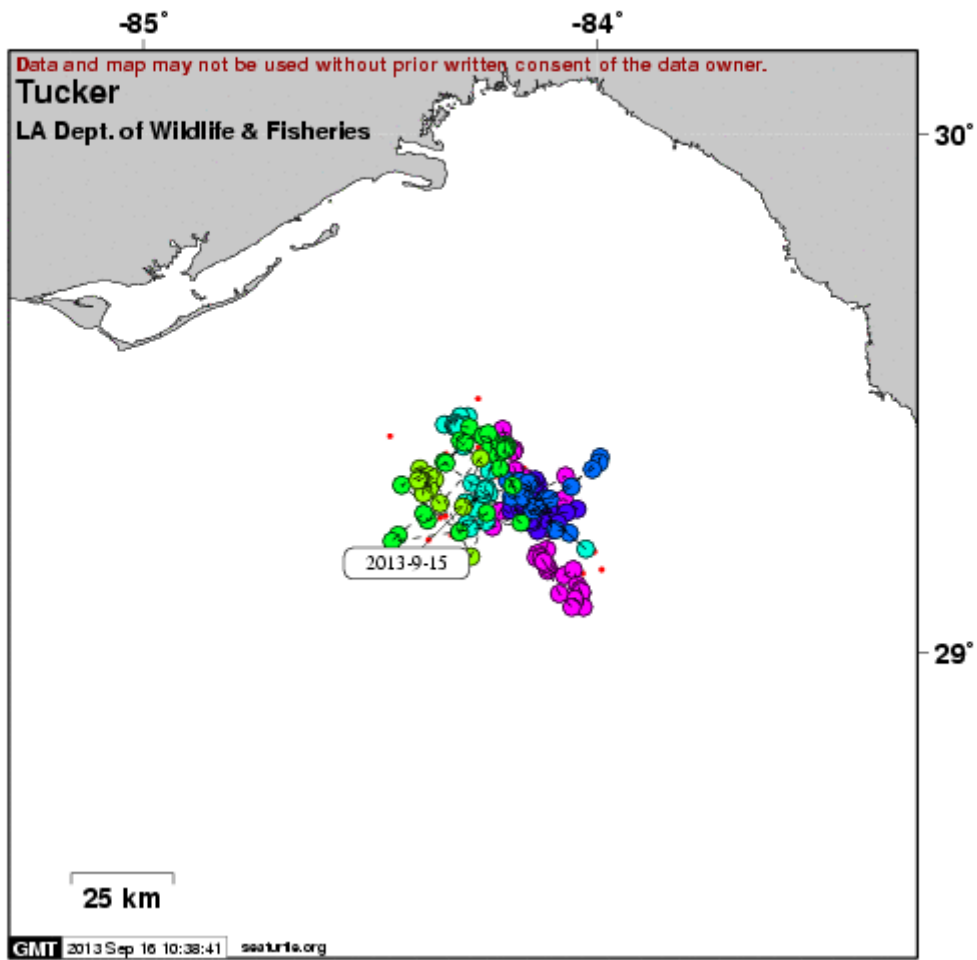 -85° -84°
Data and map may not be used without prior written consent of the data owner.
Tucker
LA Dept. of Wildlife & Fisheries
30°
2013-9-15
29°
25 km
GMT 2013 Sep 16 10:38:41 seaturtle.org